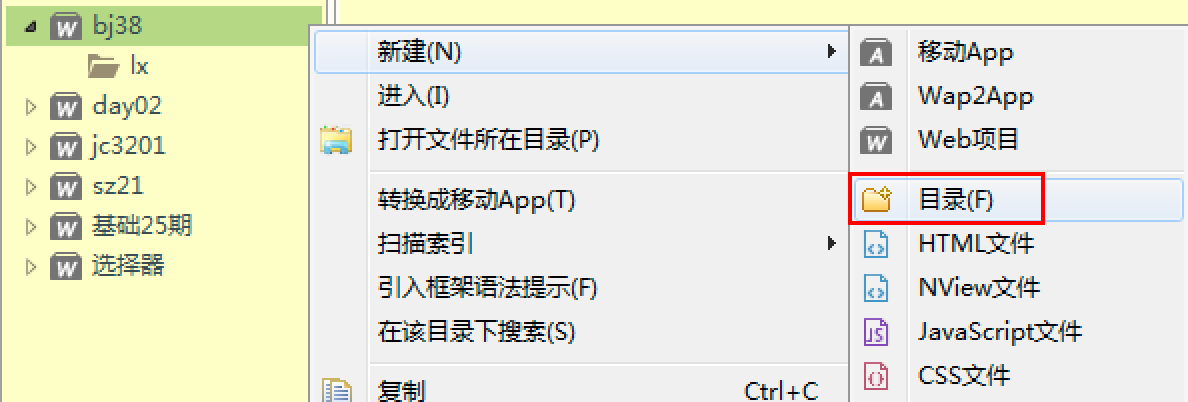 bj38
lx
day02
jc3201
sz21
基础25期
选择器
新建(N)
进入(I)
打开文件所在目录(P)
转换成移动App(T)
扫描索引
引入框架语法提示(F)
在该目录下搜索(S)
复制 Ctrl+C
移动App
Wap2App
Web项目
目录(F)
HTML文件
NView文件
JavaScript文件
CSS文件